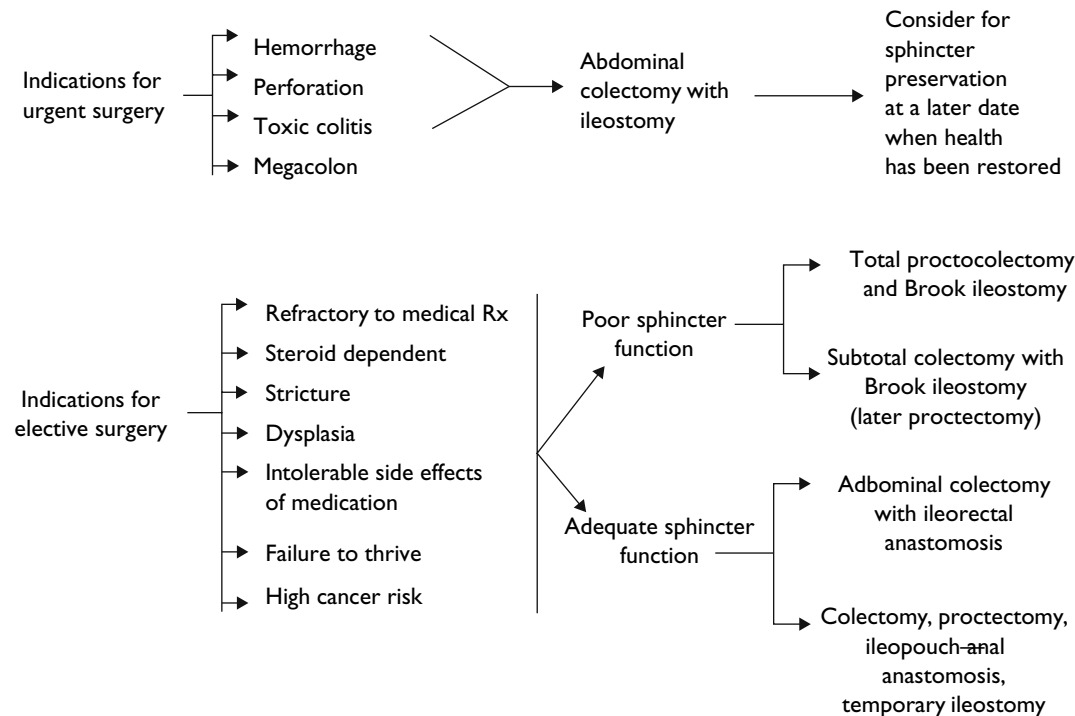 Indications for
urgent surgery
Hemorrhage
Perforation
Toxic colitis
Megacolon
Abdominal
colectomy with
ileostomy
Consider for
sphincter
preservation
at a later date
when health
has been restored
Indications for
elective surgery
Refractory to medical Rx
Steroid dependent
Stricture
Dysplasia
Intolerable side effects
of medication
Failure to thrive
High cancer risk
Poor sphincter
function
Total proctocolectomy
and Brook ileostomy
Subtotal colectomy with
Brook ileostomy
(later proctectomy)
Adequate sphincter
function
Adbominal colectomy
with ileorectal
anastomosis
Colectomy, proctectomy,
ileopouch–anal
anastomosis,
temporary ileostomy